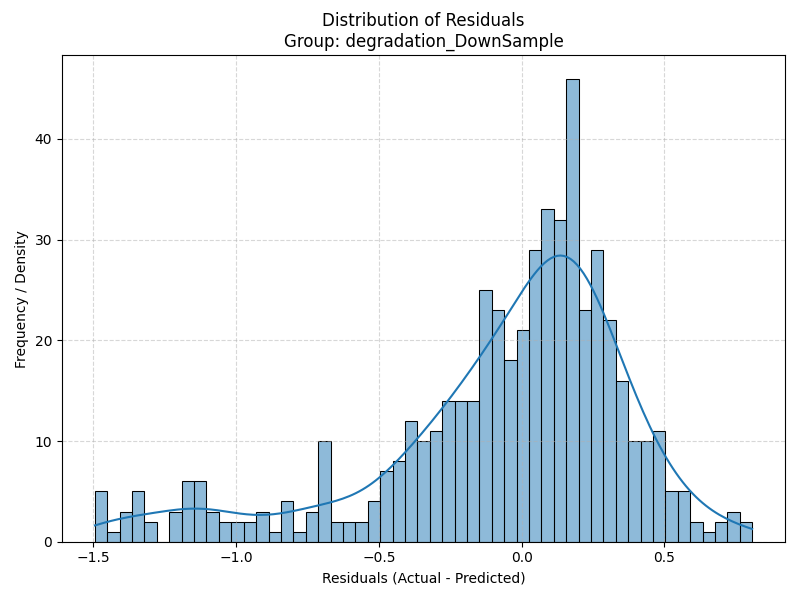 Distribution of Residuals
Group: degradation_DownSample
Frequency / Density
40
30
20
10
0
−1.5
−1.0
−0.5
0.0
0.5
Residuals (Actual - Predicted)